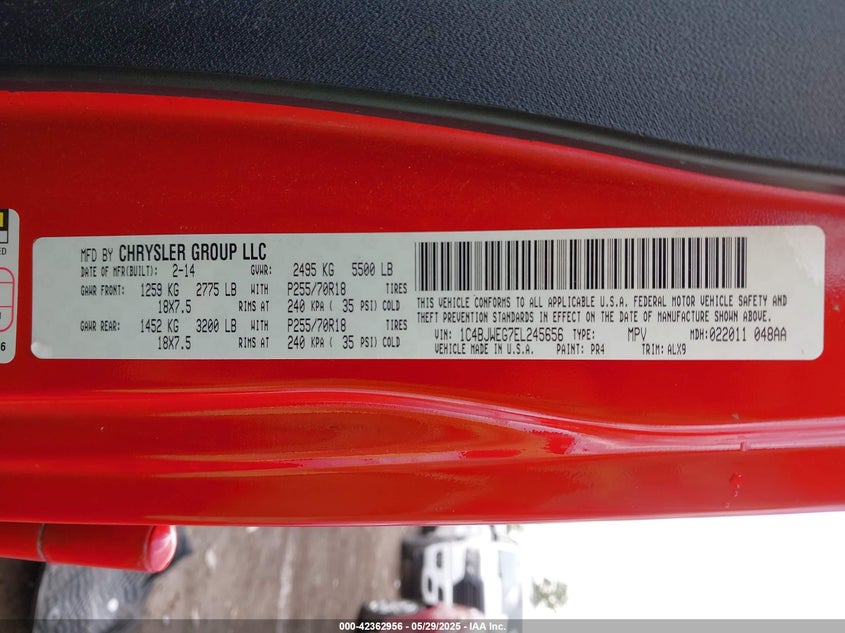 MFD BY CHRYSLER GROUP LLC
DATE OF MFR(BUILT): 2-14 GVWR: 2495 KG 5500 LB
GAWR FRONT: 1259 KG 2775 LB WITH P255/70R18 TIRES
18X7.5 RIMS AT 240 KPA ( 35 PSI) COLD
GAWR REAR: 1452 KG 3200 LB WITH P255/70R18 TIRES
18X7.5 RIMS AT 240 KPA ( 35 PSI) COLD
THIS VEHICLE CONFORMS TO ALL APPLICABLE U.S.A. FEDERAL MOTOR VEHICLE SAFETY AND
THEFT PREVENTION STANDARDS IN EFFECT ON THE DATE OF MANUFACTURE SHOWN ABOVE.
VIN: 1C4BJWEG7EL245656 TYPE: MPV MDH: 022011 048AA
VEHICLE MADE IN U.S.A. PAINT: PR4 TRIM: ALX9
000-42362956 / 05/29/2025 - IAA Inc.